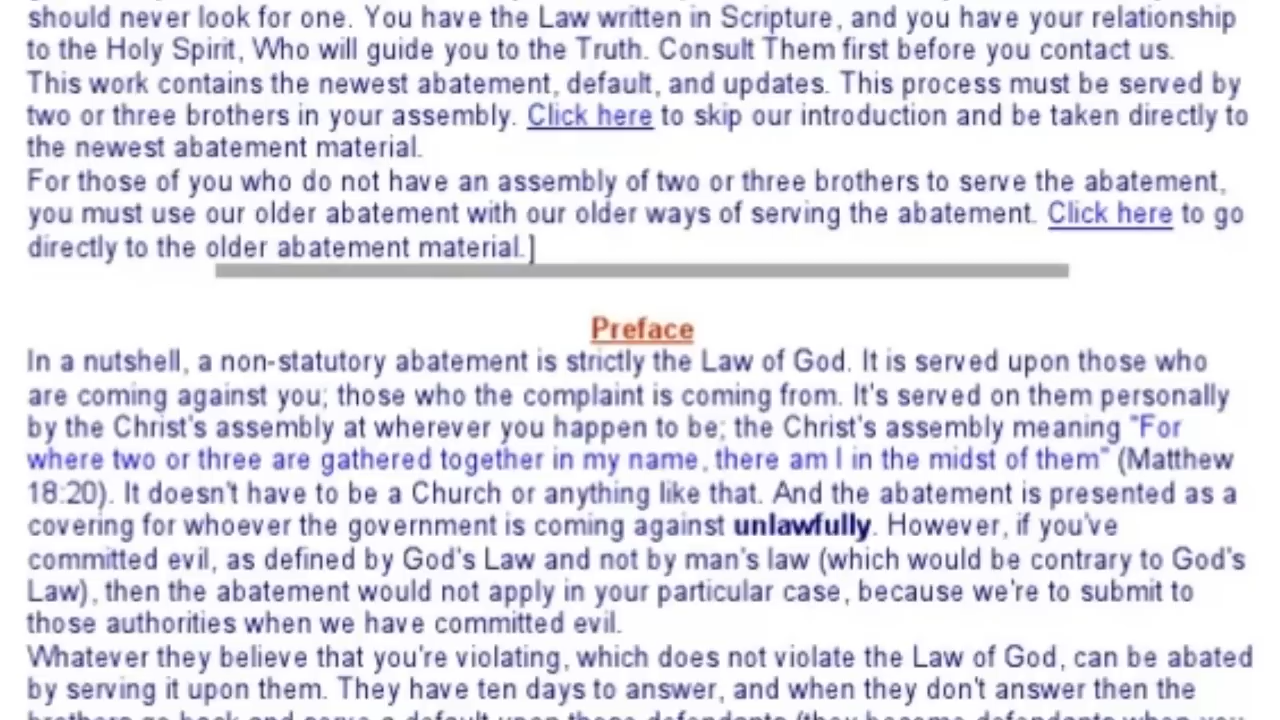 should never look for one. You have the Law written in Scripture, and you have your relationship
to the Holy Spirit, Who will guide you to the Truth. Consult Them first before you contact us.
This work contains the newest abatement, default, and updates. This process must be served by
two or three brothers in your assembly. Click here to skip our introduction and be taken directly to
the newest abatement material.
For those of you who do not have an assembly of two or three brothers to serve the abatement,
you must use our older abatement with our older ways of serving the abatement. Click here to go
directly to the older abatement material.]
Preface
In a nutshell, a non-statutory abatement is strictly the Law of God. It is served upon those who
are coming against you; those who the complaint is coming from. It's served on them personally
by the Christ's assembly at wherever you happen to be; the Christ's assembly meaning "For
where two or three are gathered together in my name, there am I in the midst of them" (Matthew
18:20). It doesn't have to be a Church or anything like that. And the abatement is presented as a
covering for whoever the government is coming against unlawfully. However, if you've
committed evil, as defined by God's Law and not by man's law (which would be contrary to God's
Law), then the abatement would not apply in your particular case, because we're to submit to
those authorities when we have committed evil.
Whatever they believe that you're violating, which does not violate the Law of God, can be abated
by serving it upon them. They have ten days to answer, and when they don't answer then the
brothers go back and serve a default upon those defendants (they become defendants when you